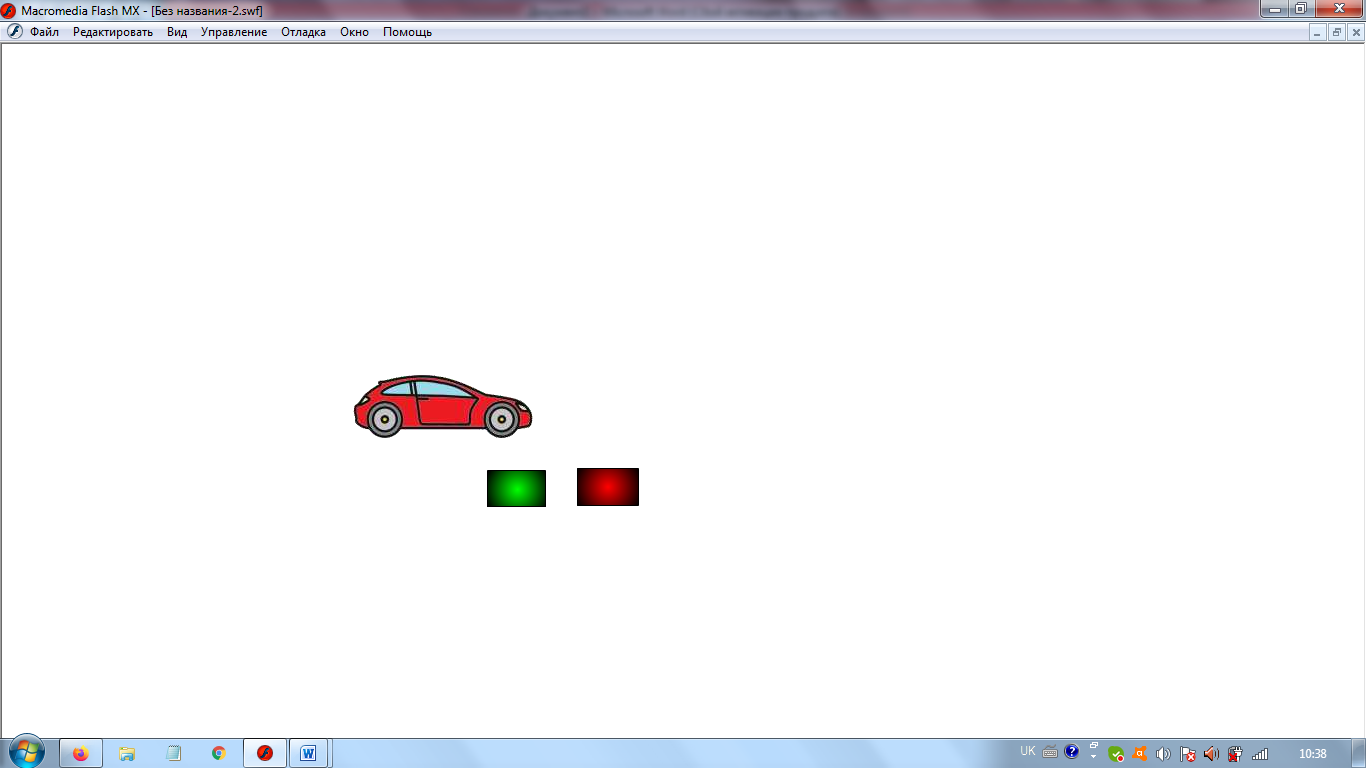 Macromedia Flash MX - [Без названия-2.swf]
Файл Редактировать Вид Управление Отладка Окно Помощь
UK 10:38